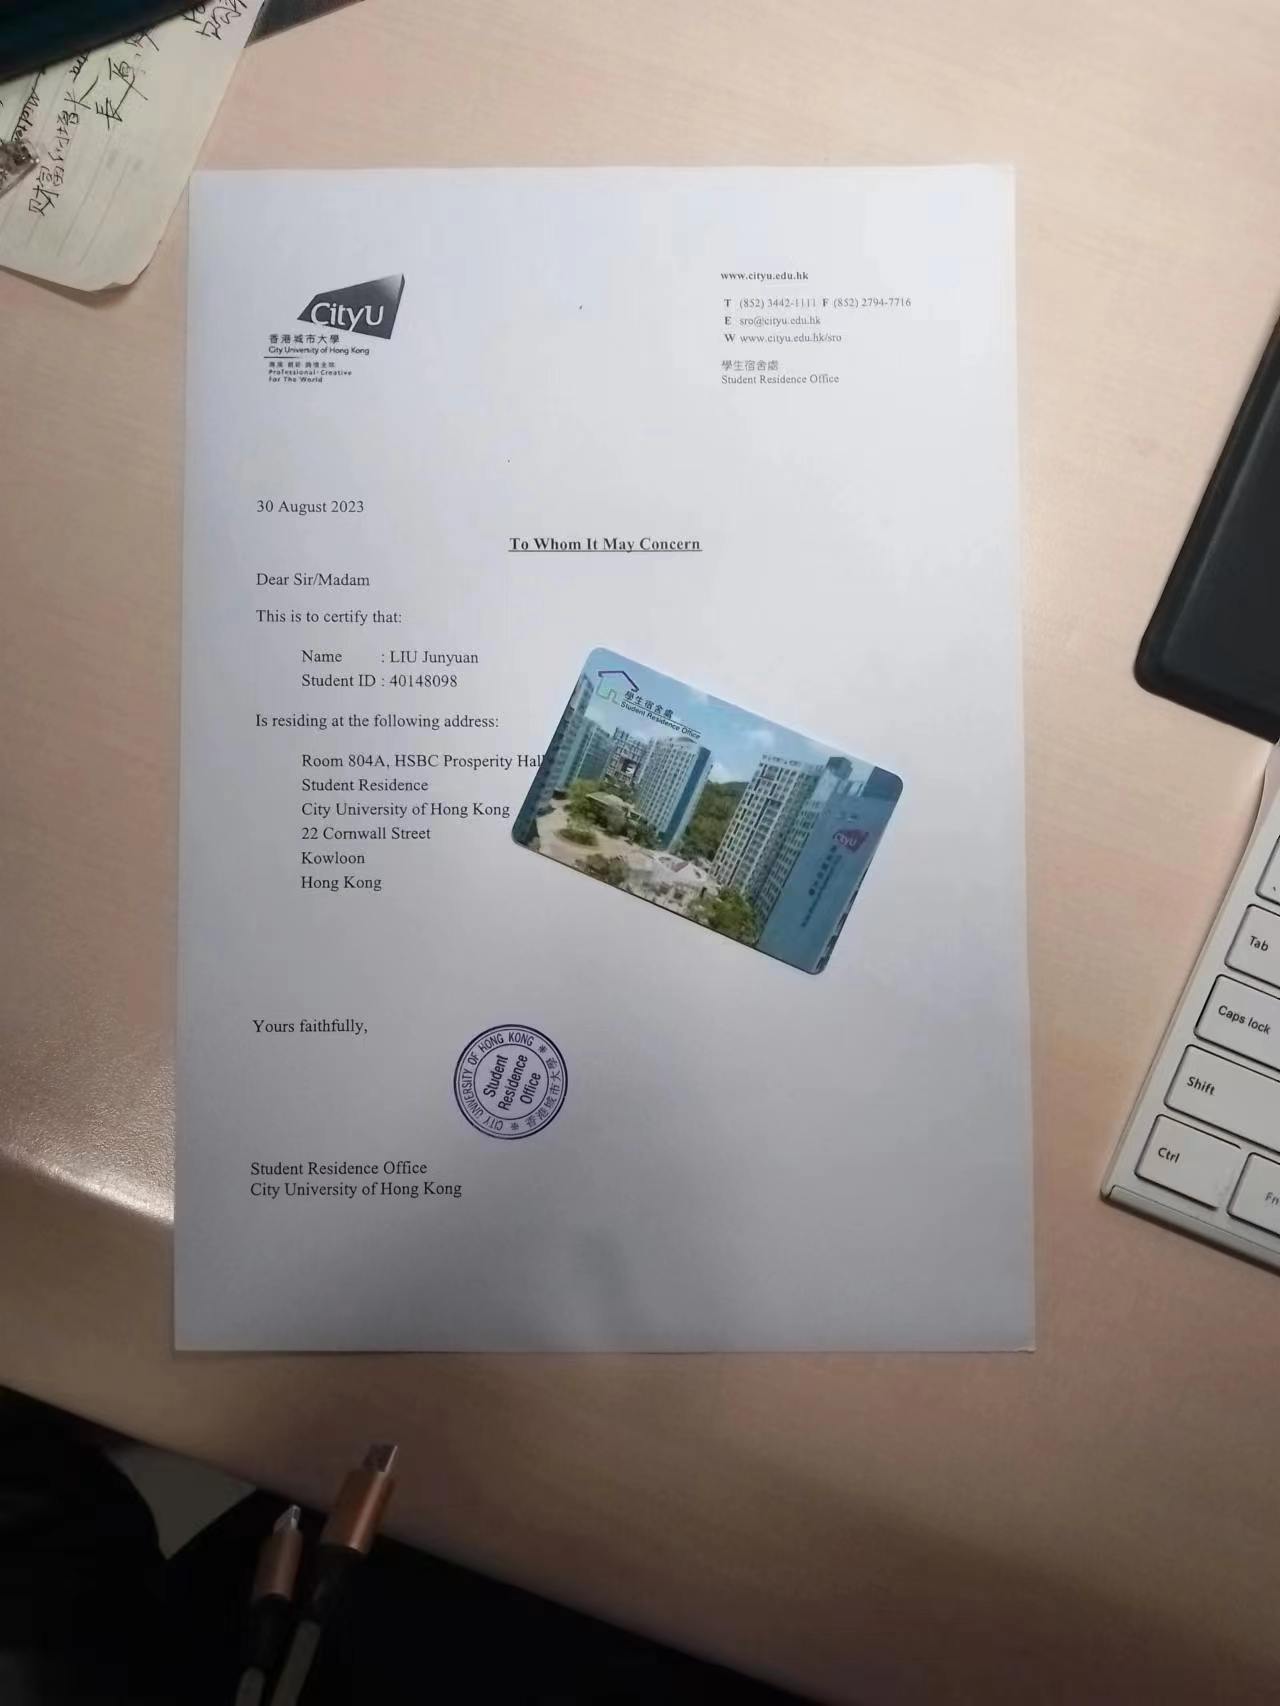 CityU
香港城市大學
City University of Hong Kong
專業 創新 胸懷全球
Professional·Creative
For The World
www.cityu.edu.hk
T (852) 3442-1111 F (852) 2794-7716
E sro@cityu.edu.hk
W www.cityu.edu.hk/sro
學生宿舍處
Student Residence Office
30 August 2023
To Whom It May Concern
Dear Sir/Madam
This is to certify that:
Name : LIU Junyuan
Student ID : 40148098
Is residing at the following address:
Room 804A, HSBC Prosperity Hall
Student Residence
City University of Hong Kong
22 Cornwall Street
Kowloon
Hong Kong
學生宿舍處
Student Residence Office
CityU
Yours faithfully,
CITY UNIVERSITY OF HONG KONG
香港城市大學
Student
Residence
Office
Student Residence Office
City University of Hong Kong
Tab
Caps lock
Shift
Ctrl
Fn